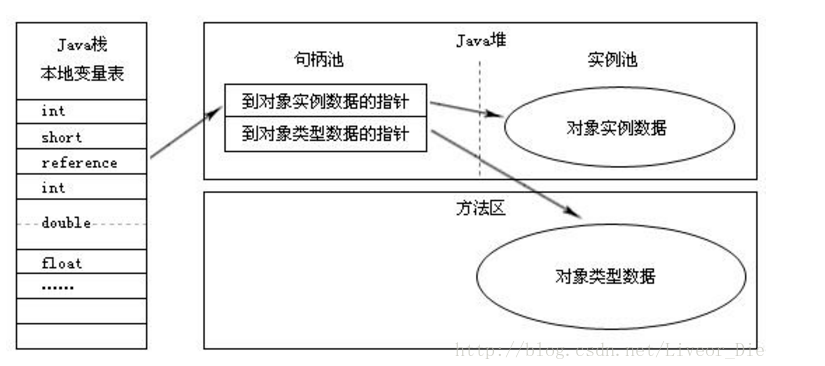 Java栈
本地变量表
int
short
reference
int
double
float
……
Java堆
句柄池
实例池
到对象实例数据的指针
到对象类型数据的指针
对象实例数据
方法区
对象类型数据
http://blog.csdn.net/Liveor_Die